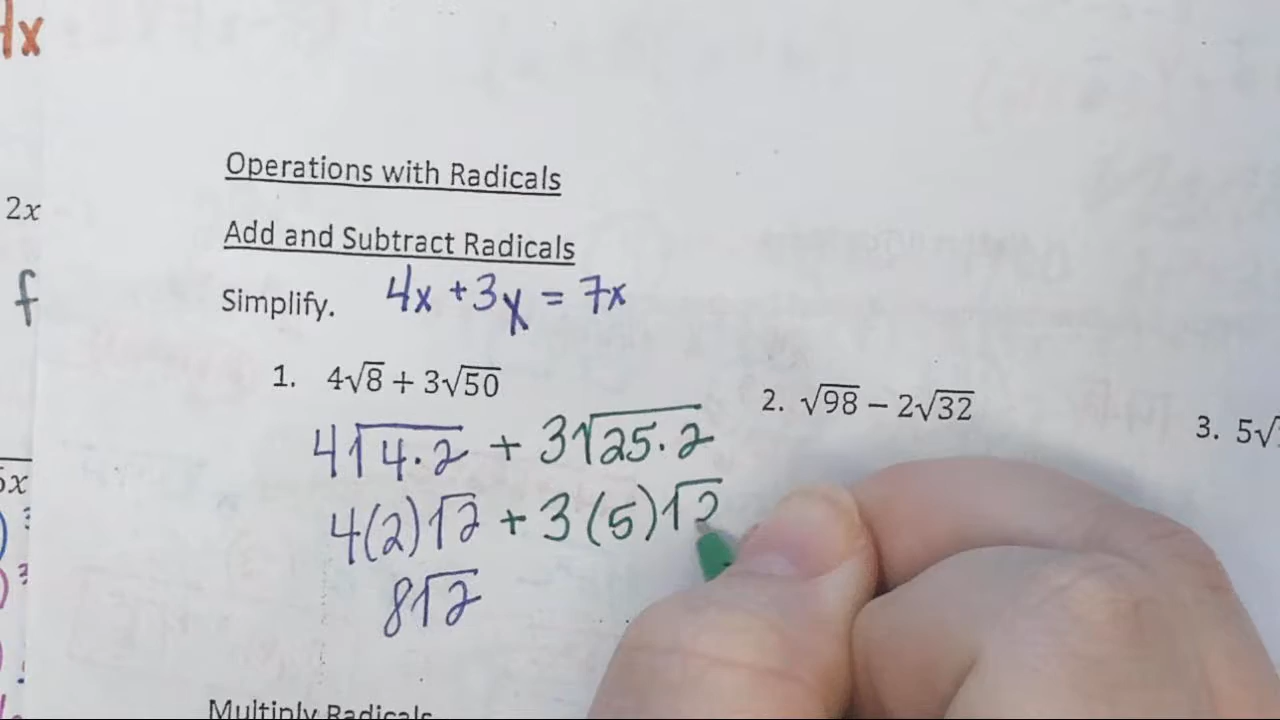 4x
2x
f
5x
Operations with Radicals
Add and Subtract Radicals
Simplify. 4x + 3x = 7x
1. 4√8 + 3√50
2. √98 − 2√32
3. 5√
4√4·2 + 3√25·2
4(2)√2 + 3(5)√2
8√2
Multiply Radicals